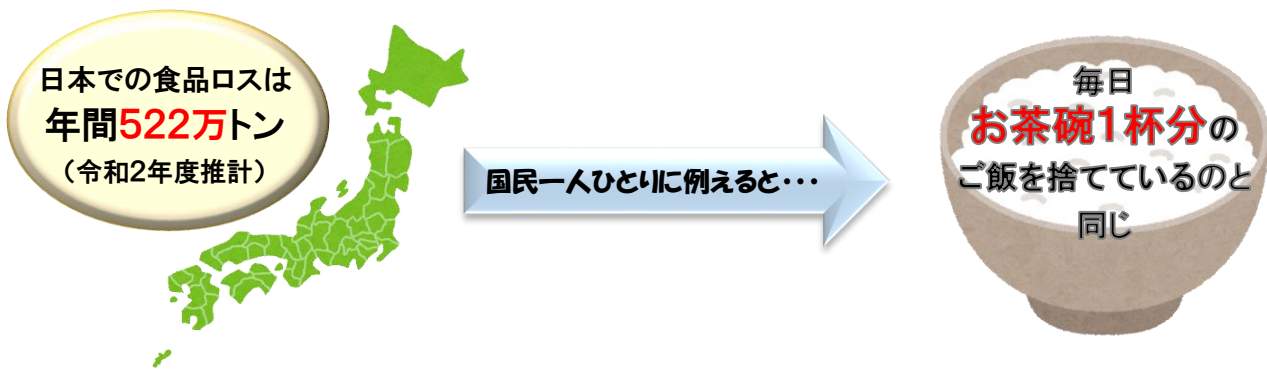 日本での食品ロスは
年間522万トン
（令和2年度推計）
国民一人ひとりに例えると・・・
毎日
お茶碗1杯分の
ご飯を捨てているのと
同じ